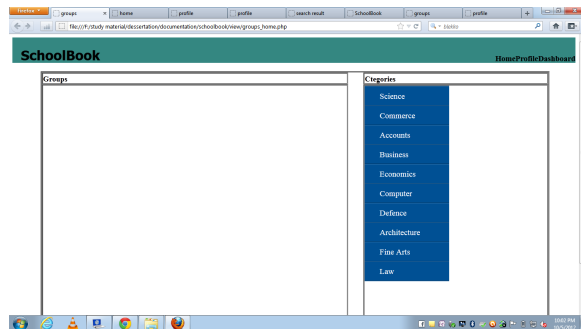 Firefox
groups home profile profile search result SchoolBook groups profile
file:///F:/study material/dessertation/documentation/schoolbook/view/groups_home.php
blekko
SchoolBook
HomeProfileDashboard
Groups
Ctegories
Science
Commerce
Accounts
Business
Economics
Computer
Defence
Architecture
Fine Arts
Law
10:02 PM